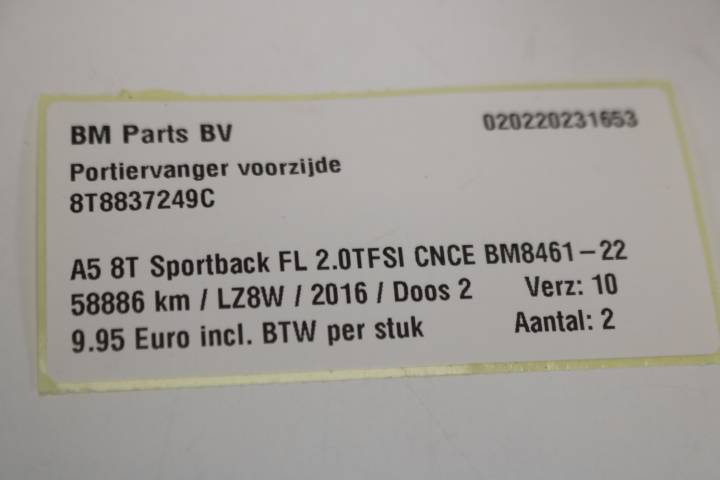 BM Parts BV 020220231653
Portiervanger voorzijde
8T8837249C
A5 8T Sportback FL 2.0TFSI CNCE BM8461-22
58886 km / LZ8W / 2016 / Doos 2 Verz: 10
9.95 Euro incl. BTW per stuk Aantal: 2